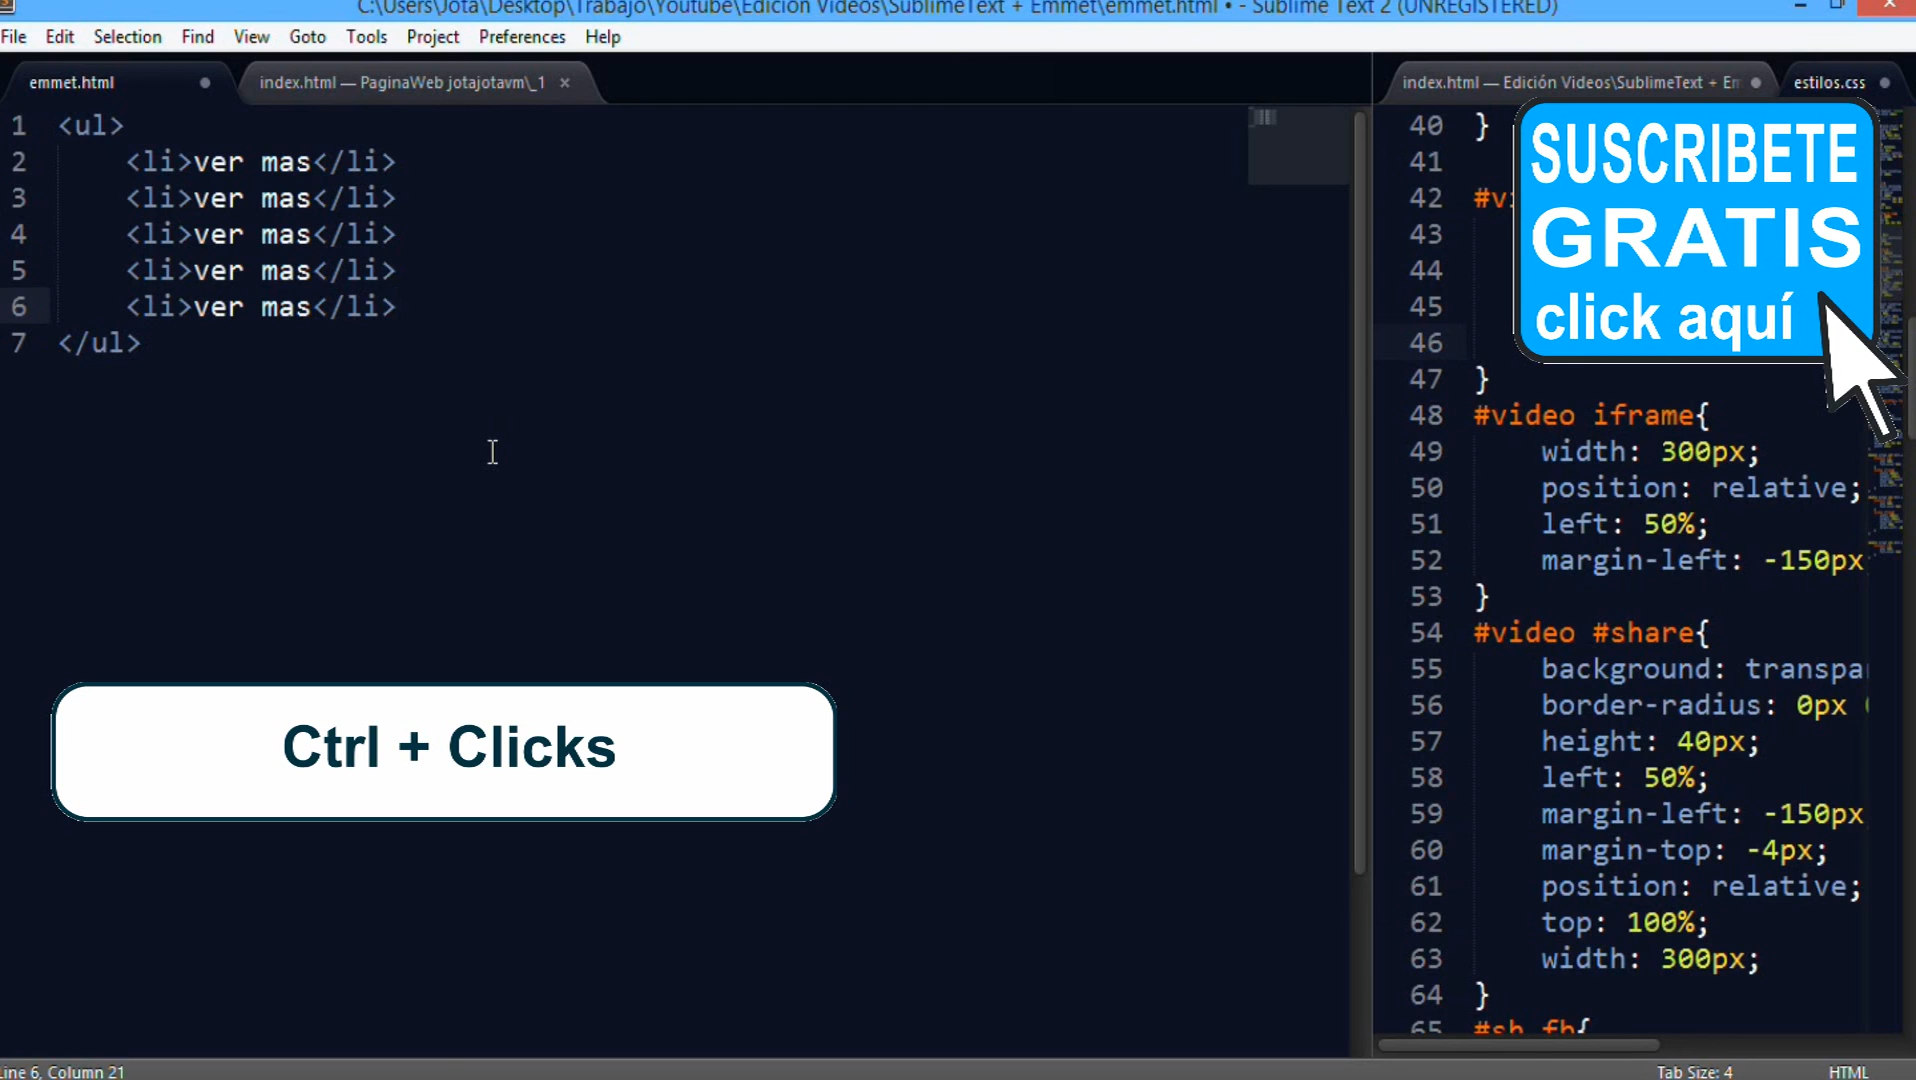 C:\Users\Jota\Desktop\Trabajo\Youtube\Edición Videos\SublimeText + Emmet\emmet.html • - Sublime Text 2 (UNREGISTERED)
File Edit Selection Find View Goto Tools Project Preferences Help
emmet.html
index.html — PaginaWeb jotajotavm\_1 ×
1 <ul>
2 <li>ver mas</li>
3 <li>ver mas</li>
4 <li>ver mas</li>
5 <li>ver mas</li>
6 <li>ver mas</li>
7 </ul>
Ctrl + Clicks
index.html — Edición Videos\SublimeText + Em
estilos.css
SUSCRIBETE
GRATIS
click aquí
40 }
41
42 #vi
43
44
45
46
47 }
48 #video iframe{
49 width: 300px;
50 position: relative;
51 left: 50%;
52 margin-left: -150px
53 }
54 #video #share{
55 background: transpa
56 border-radius: 0px
57 height: 40px;
58 left: 50%;
59 margin-left: -150px
60 margin-top: -4px;
61 position: relative;
62 top: 100%;
63 width: 300px;
64 }
65 #sh fb{
Line 6, Column 21
Tab Size: 4
HTML